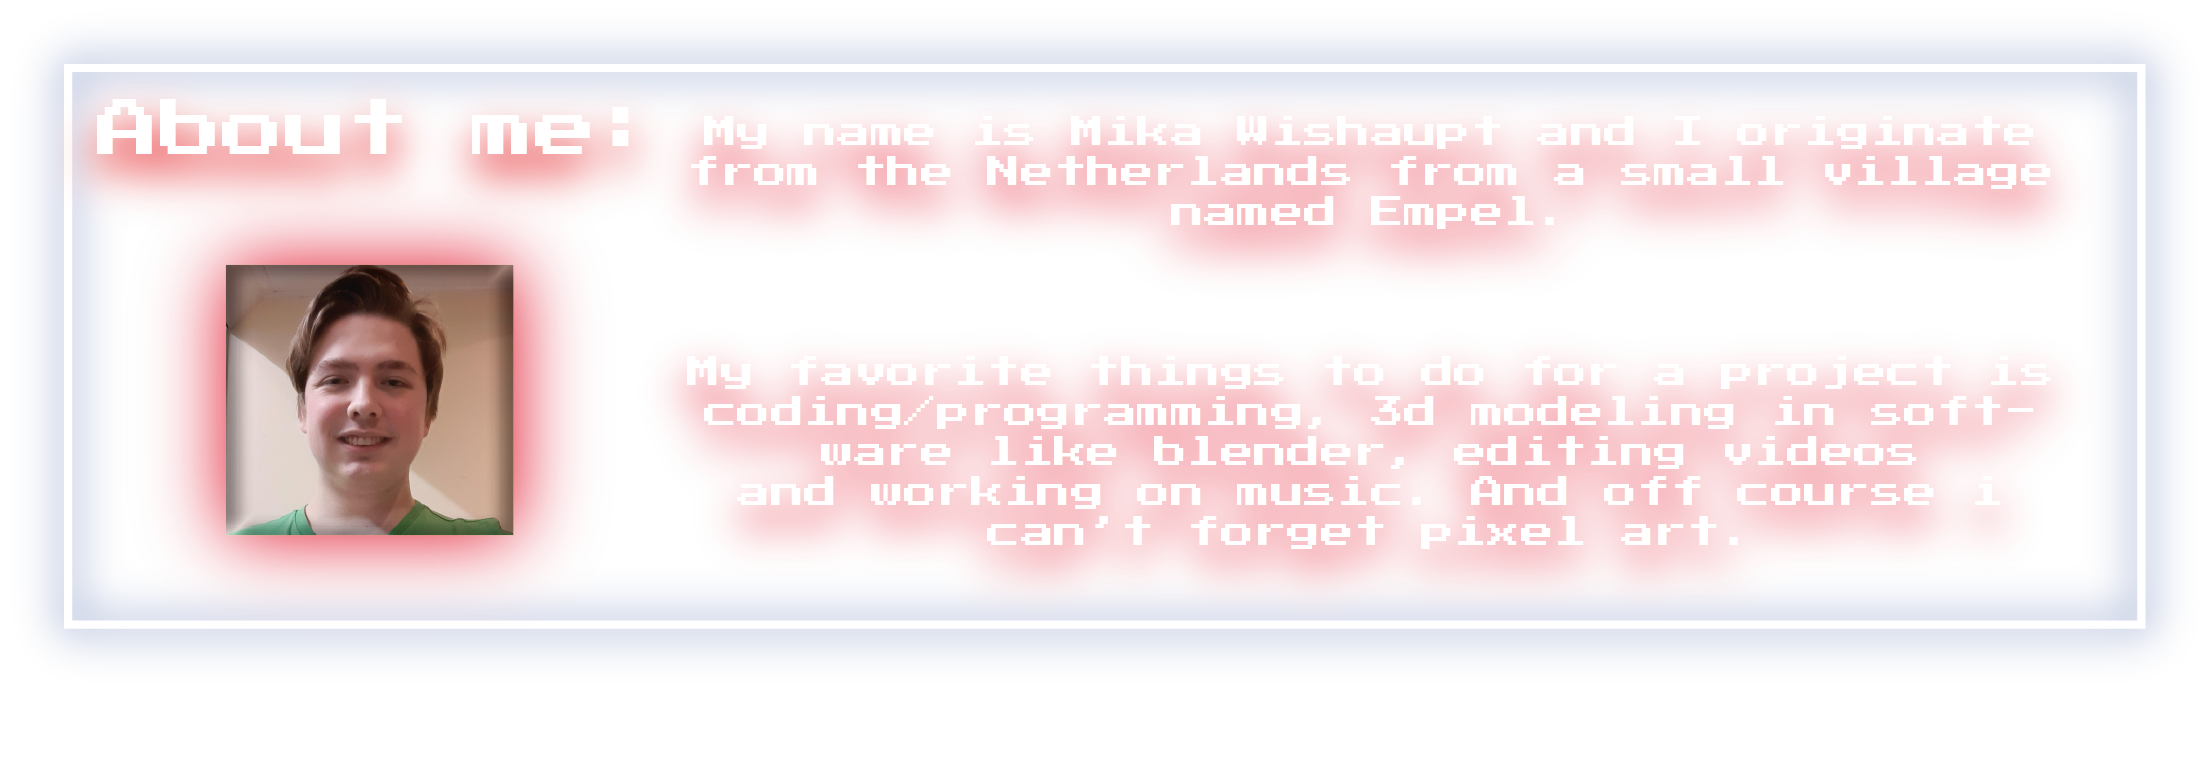 About me:
My name is Mika Wishaupt and I originate
from the Netherlands from a small village
named Empel.
My favorite things to do for a project is
coding/programming, 3d modeling in soft-
ware like blender, editing videos
and working on music. And off course i
can't forget pixel art.